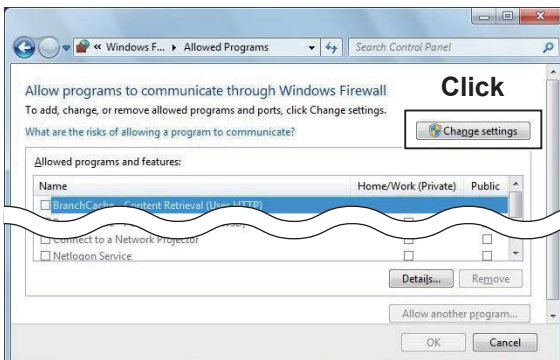 « Windows F... ▸ Allowed Programs
Search Control Panel
Allow programs to communicate through Windows Firewall
Click
To add, change, or remove allowed programs and ports, click Change settings.
What are the risks of allowing a program to communicate?
Change settings
Allowed programs and features:
Name Home/Work (Private) Public
BranchCache - Content Retrieval (Uses HTTP)
Connect to a Network Projector
Netlogon Service
Details... Remove
Allow another program...
OK Cancel